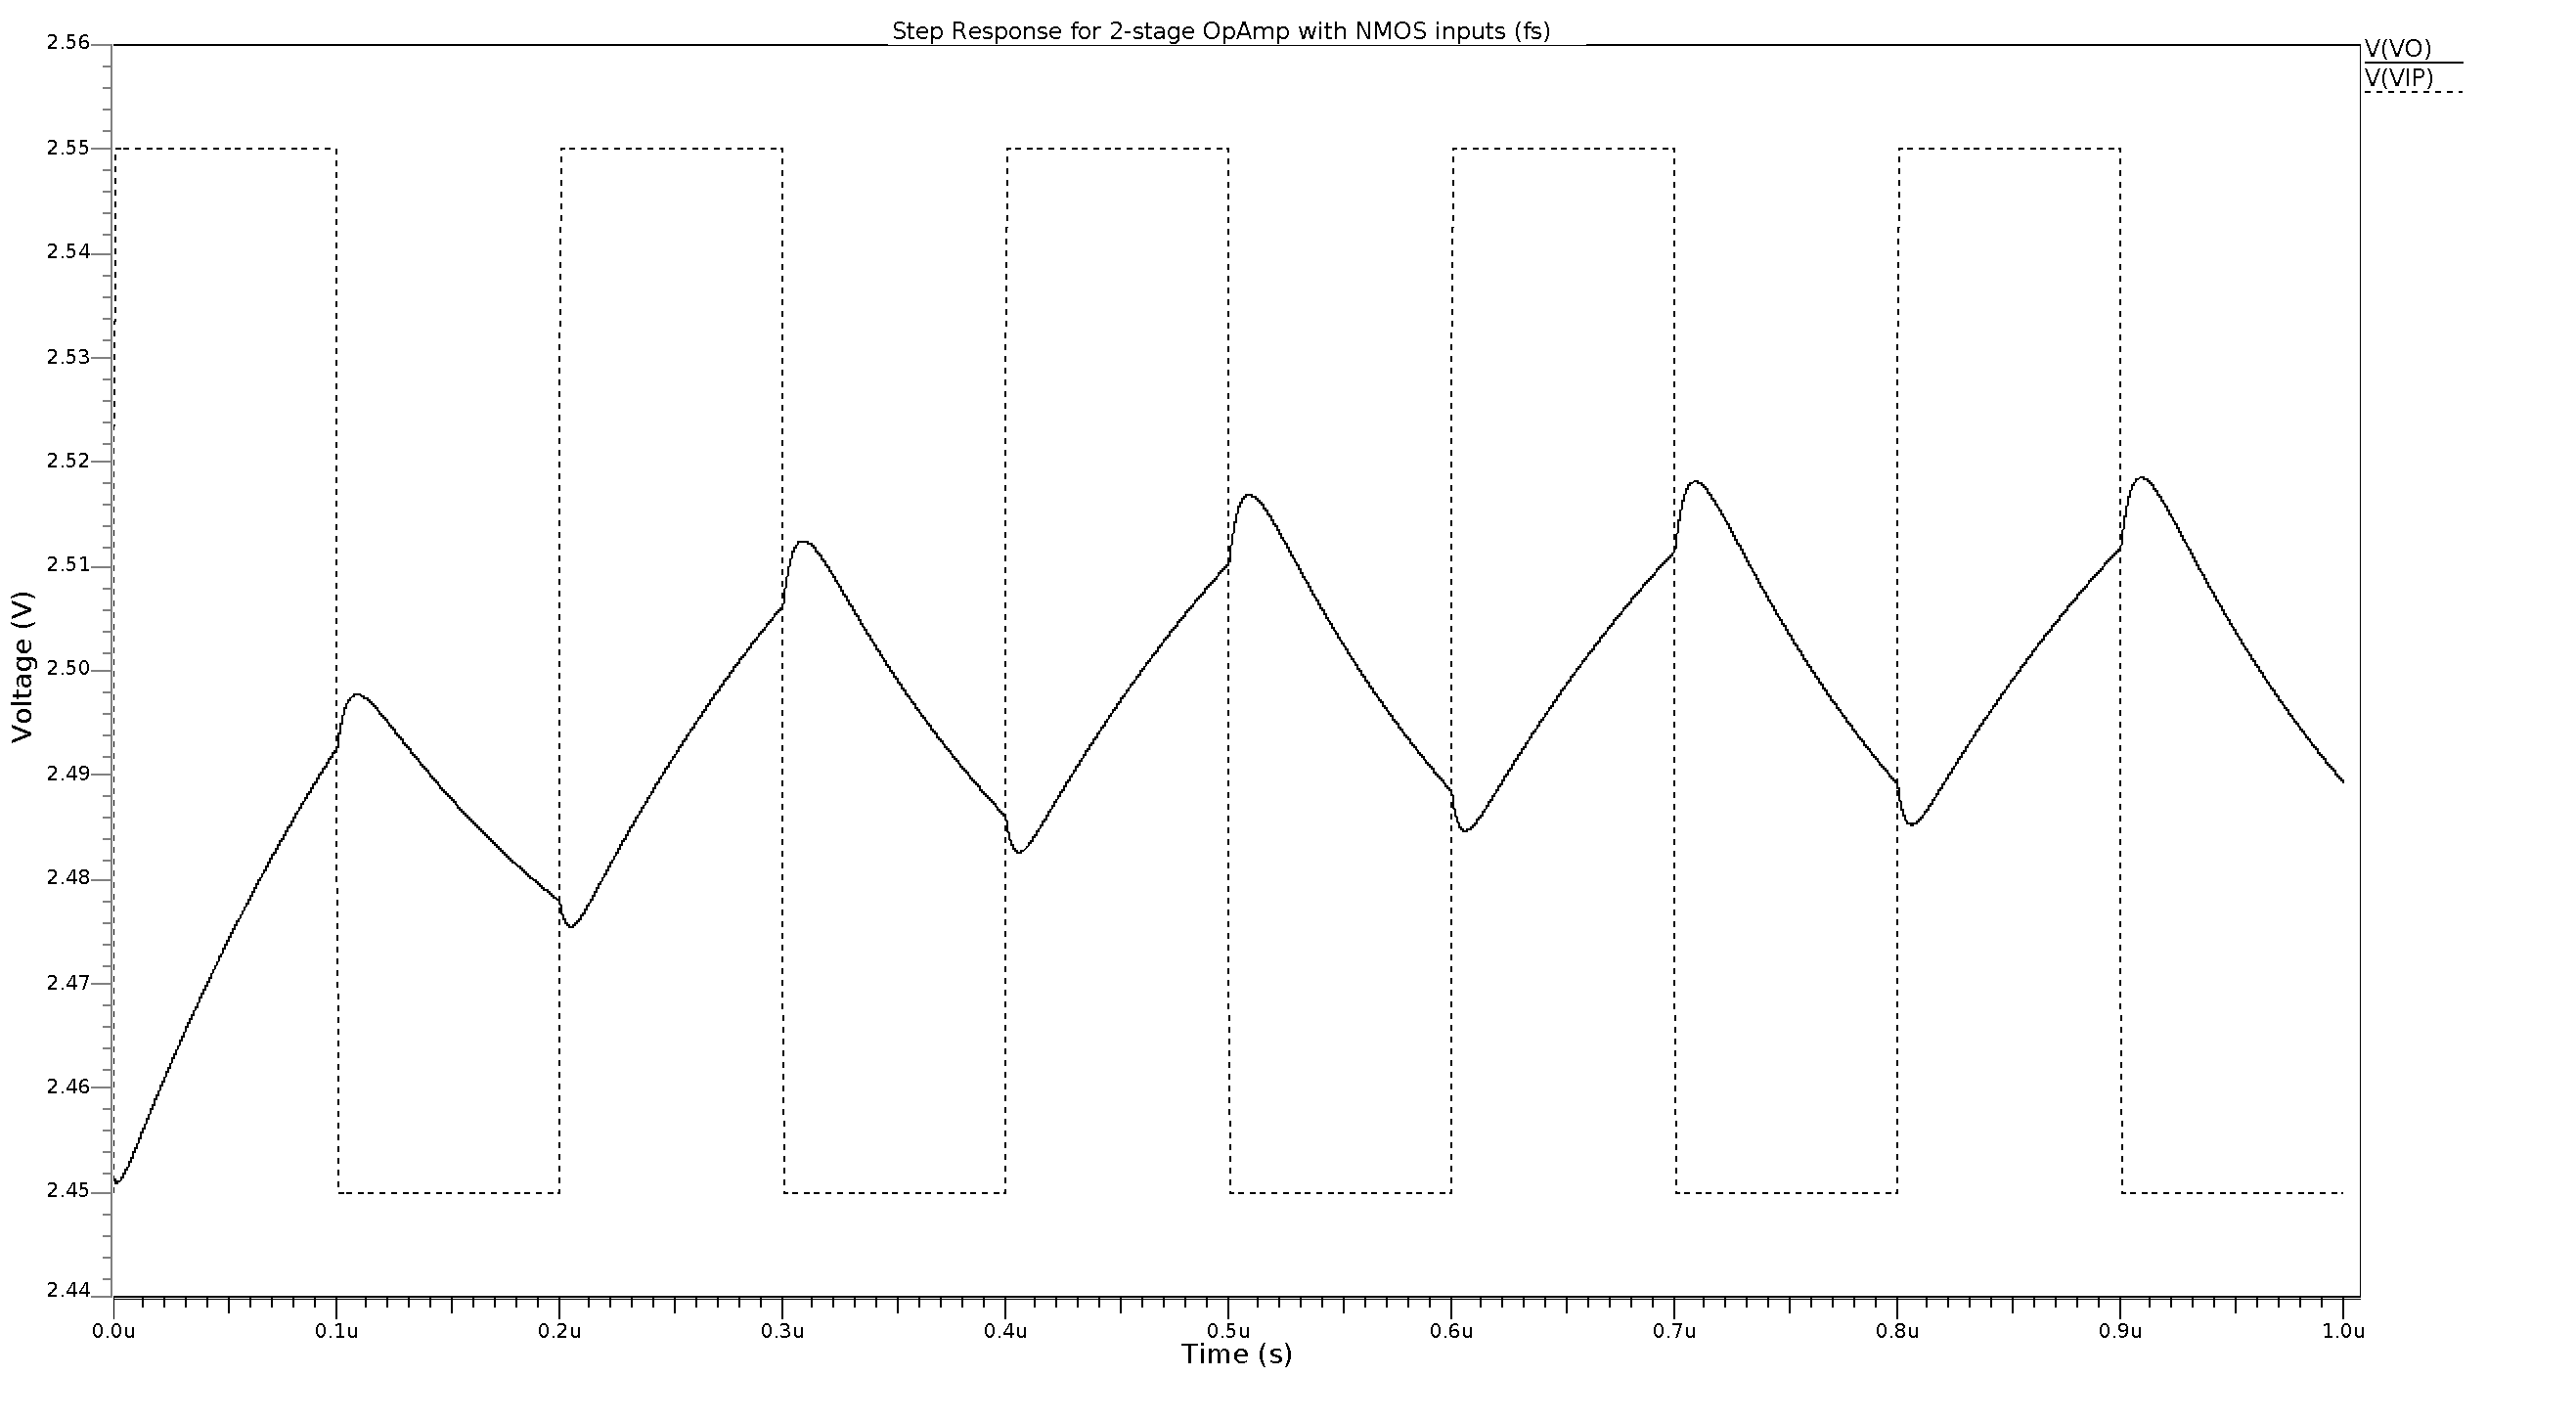 Step Response for 2-stage OpAmp with NMOS inputs (fs)
V(VO)
V(VIP)
2.56
2.55
2.54
2.53
2.52
2.51
2.50
2.49
2.48
2.47
2.46
2.45
2.44
Voltage (V)
0.0u 0.1u 0.2u 0.3u 0.4u 0.5u 0.6u 0.7u 0.8u 0.9u 1.0u
Time (s)